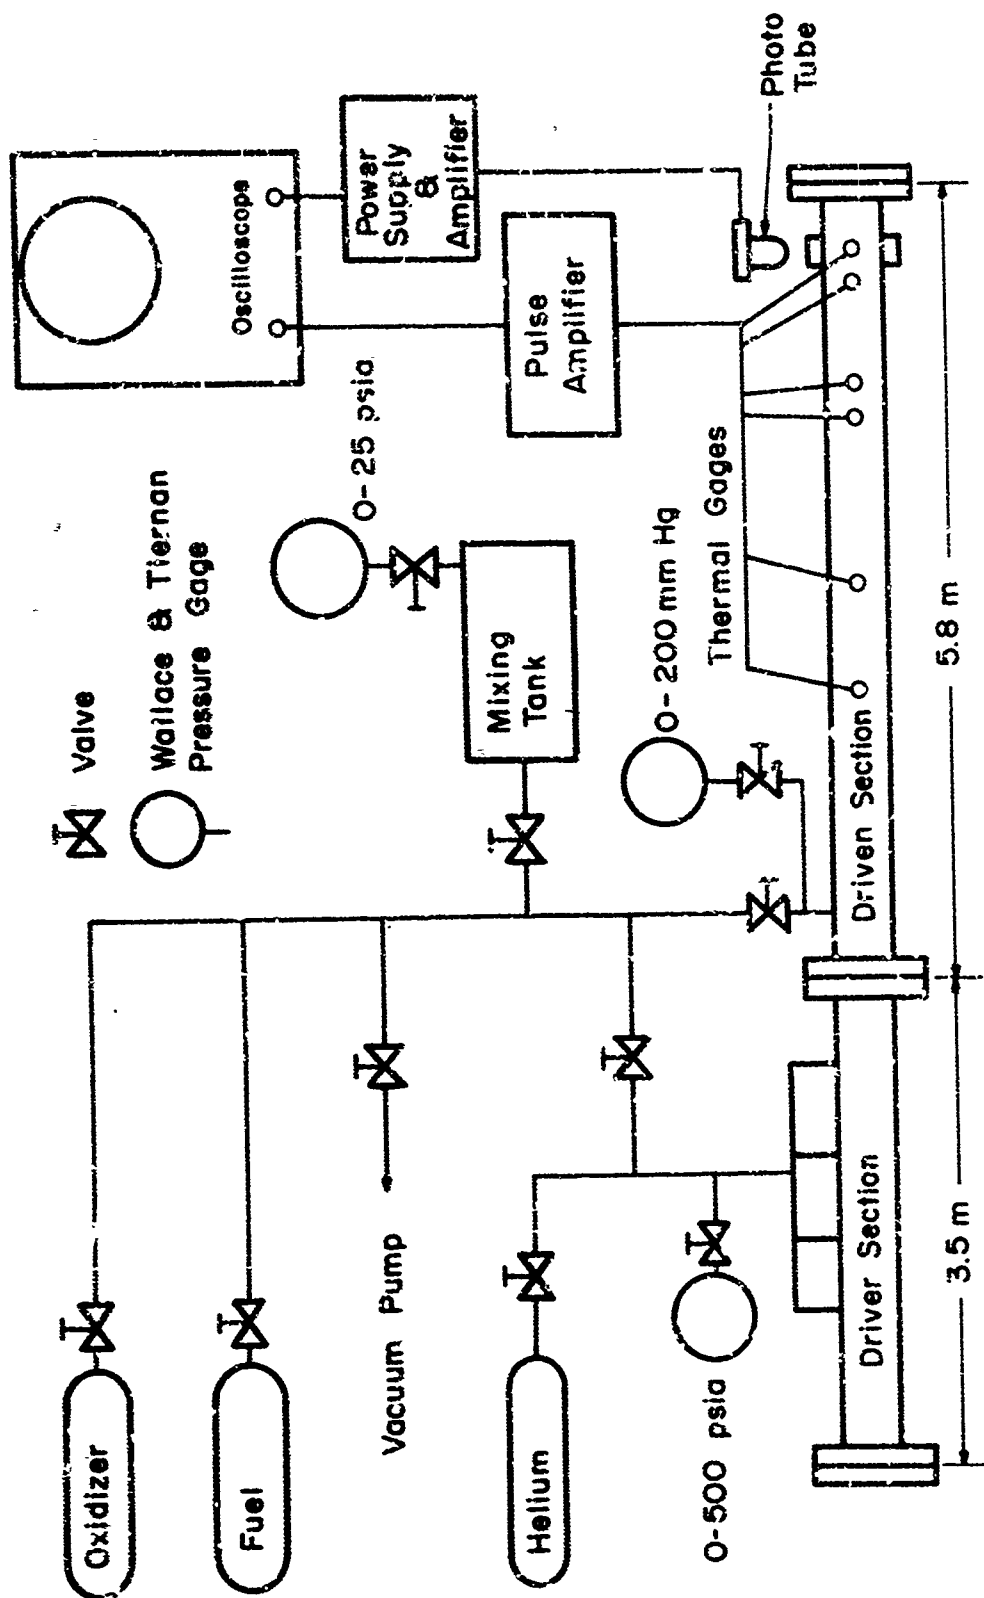 Oxidizer
Fuel
Vacuum Pump
Helium
0-500 psia
Driver Section
3.5 m
Valve
Wallace & Tiernan
Pressure Gage
Mixing
Tank
0-25 psia
0-200 mm Hg
Thermal Gages
Driven Section
5.8 m
Oscilloscope
Power
Supply
&
Amplifier
Pulse
Amplifier
Photo
Tube